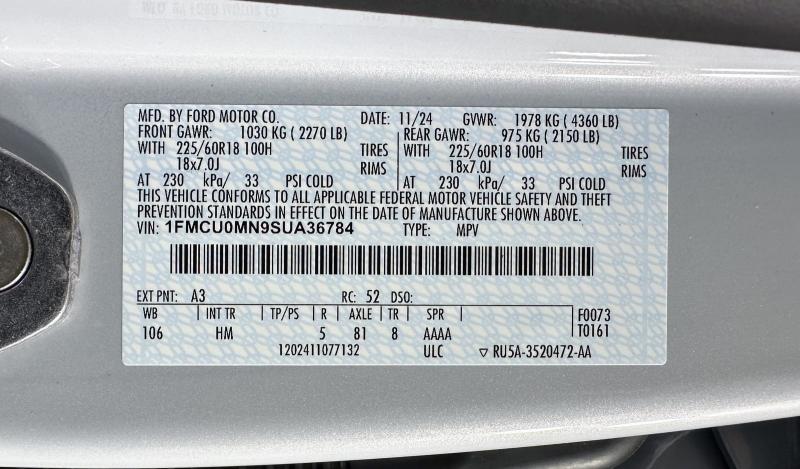 MFD. BY FORD MOTOR CO. DATE: 11/24 GVWR: 1978 KG ( 4360 LB)
FRONT GAWR: 1030 KG ( 2270 LB) REAR GAWR: 975 KG ( 2150 LB)
WITH 225/60R18 100H TIRES WITH 225/60R18 100H TIRES
18x7.0J RIMS 18x7.0J RIMS
AT 230 kPa/ 33 PSI COLD AT 230 kPa/ 33 PSI COLD
THIS VEHICLE CONFORMS TO ALL APPLICABLE FEDERAL MOTOR VEHICLE SAFETY AND THEFT
PREVENTION STANDARDS IN EFFECT ON THE DATE OF MANUFACTURE SHOWN ABOVE.
VIN: 1FMCU0MN9SUA36784 TYPE: MPV
EXT PNT: A3 RC: 52 DSO:
WB INT TR TP/PS R AXLE TR SPR F0073
106 HM 5 81 8 AAAA T0161
1202411077132 ULC ▽ RU5A-3520472-AA